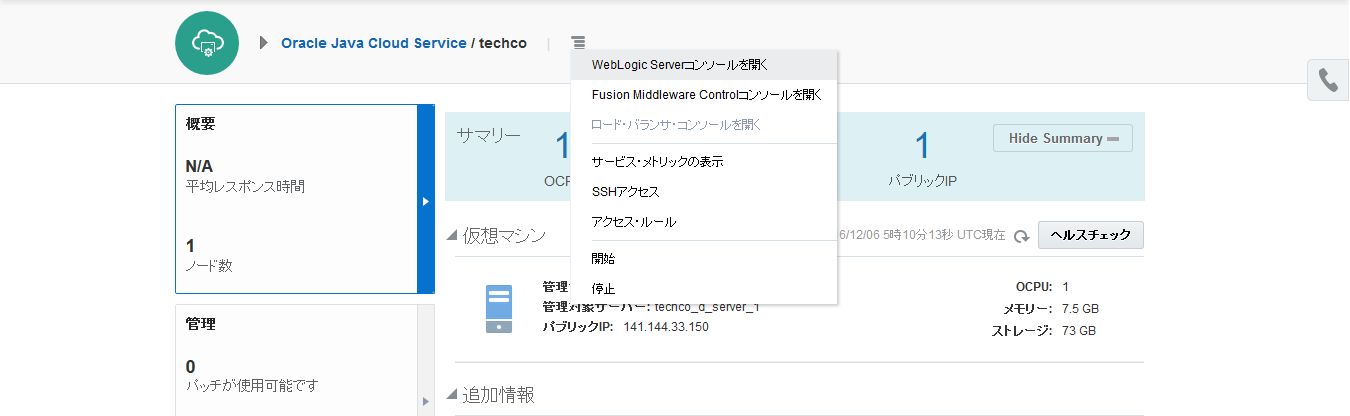 Oracle Java Cloud Service / techco
WebLogic Serverコンソールを開く
Fusion Middleware Controlコンソールを開く
ロード・バランサ・コンソールを開く
サービス・メトリックの表示
SSHアクセス
アクセス・ルール
開始
停止
概要
N/A
平均レスポンス時間
1
ノード数
管理
0
パッチが使用可能です
サマリー
1
OCP
1
パブリックIP
Hide Summary
仮想マシン
6/12/06 5時10分13秒 UTC現在
ヘルスチェック
管理対象サーバー: techco_d_server_1
パブリックIP: 141.144.33.150
OCPU: 1
メモリー: 7.5 GB
ストレージ: 73 GB
追加情報